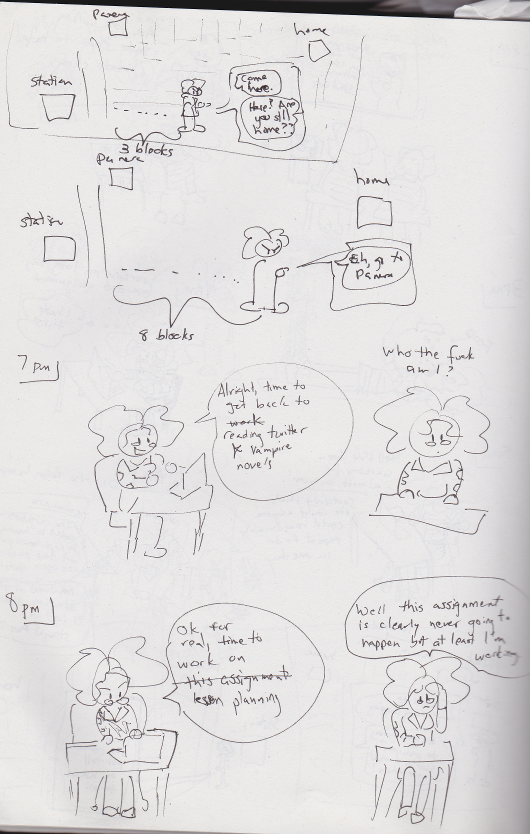 Panera
home
station
Come
here.
Here? Are
you still
home??
3 blocks
Panera
home
station
Eh, go to
Panera
8 blocks
7 pm
Alright, time to
get back to
work
reading twitter
& vampire
novels
Who the fuck
am I?
8 pm
Ok for
real, time to
work on
this assignment
lesson planning
Well this assignment
is clearly never going to
happen but at least I'm
working